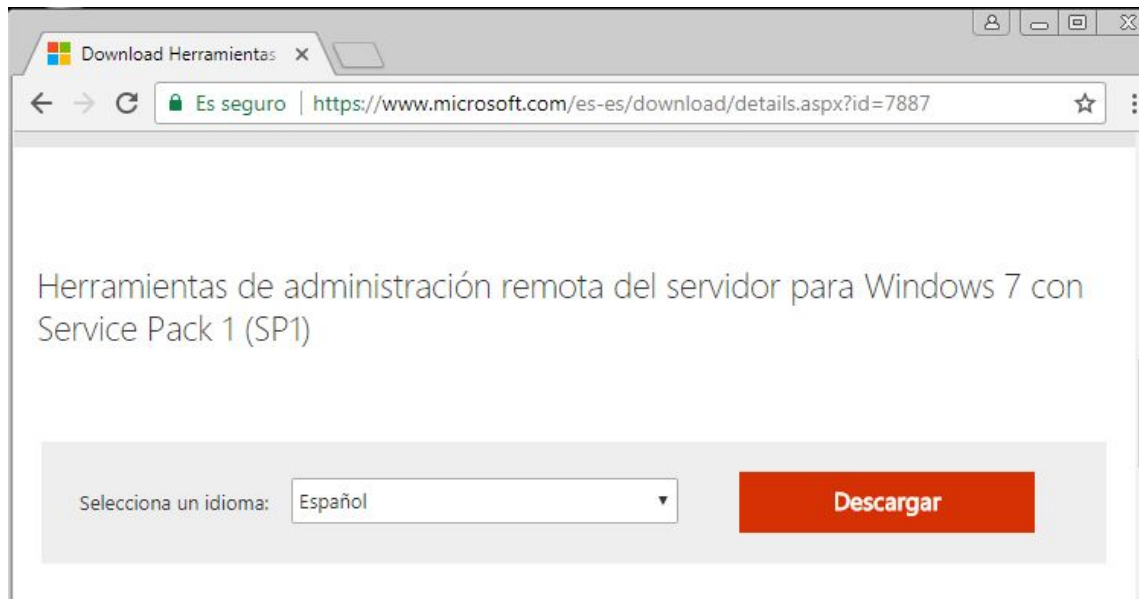 Download Herramientas
Es seguro | https://www.microsoft.com/es-es/download/details.aspx?id=7887
Herramientas de administración remota del servidor para Windows 7 con
Service Pack 1 (SP1)
Selecciona un idioma: Español Descargar